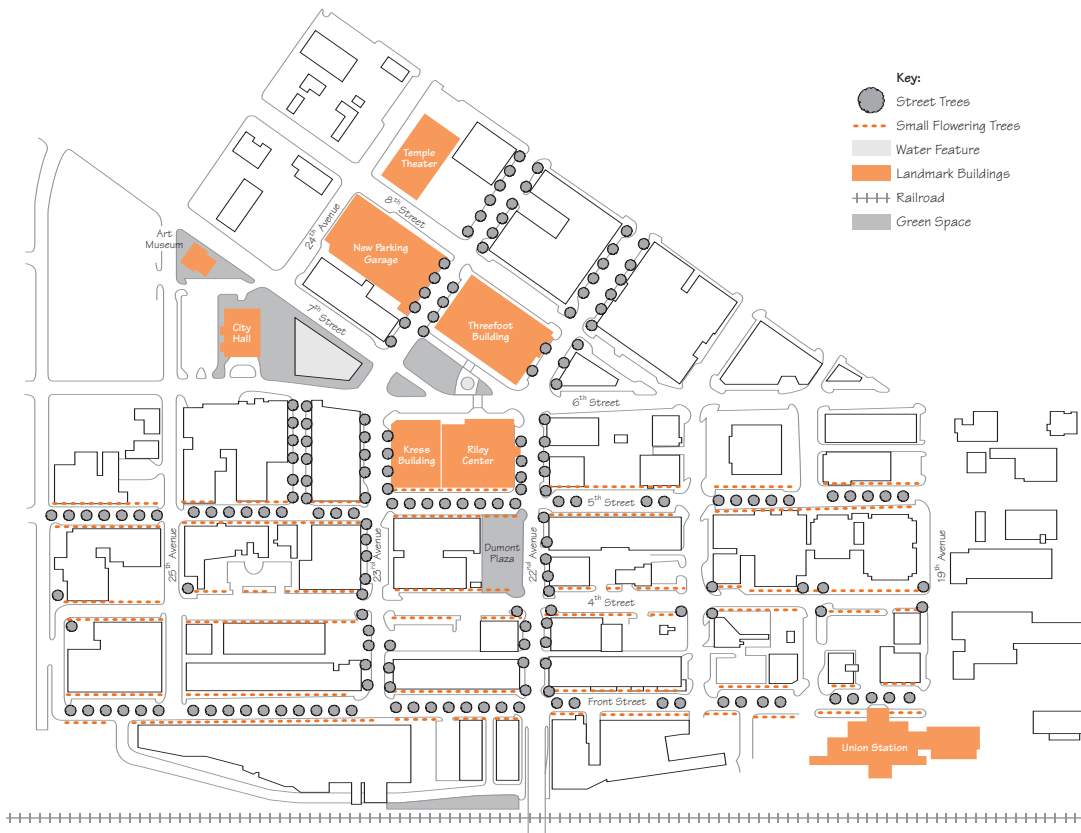 Key:
Street Trees
Small Flowering Trees
Water Feature
Landmark Buildings
Railroad
Green Space
Temple
Theater
8th Street
24th Avenue
New Parking
Garage
Art
Museum
7th Street
City
Hall
Threefoot
Building
6th Street
Kress
Building
Riley
Center
5th Street
25th Avenue
23rd Avenue
Dumont
Plaza
22nd Avenue
19th Avenue
4th Street
Front Street
Union Station